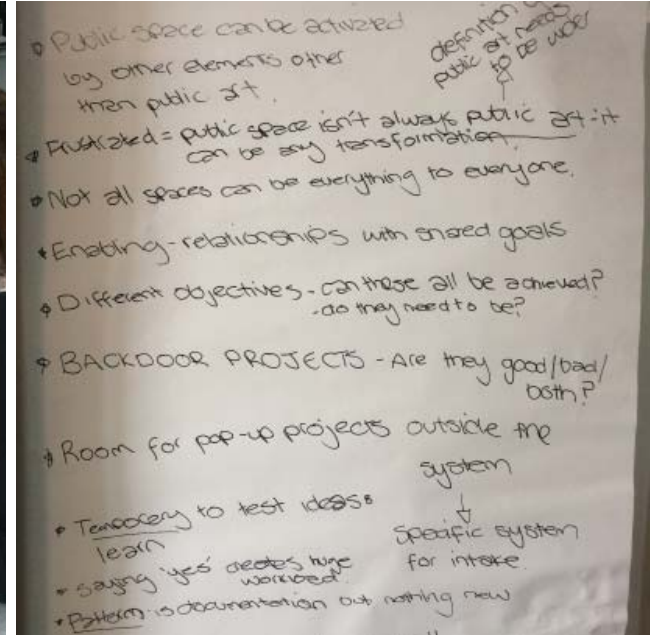 Public space can be activated
by other elements other
then public art.
definition of
public art needs
to be wider
Frustrated = public space isn't always public art - it
can be any transformation.
Not all spaces can be everything to everyone.
Enabling - relationships with shared goals
Different objectives - can these all be achieved?
- do they need to be?
BACKDOOR PROJECTS - Are they good/bad/
both?
Room for pop-up projects outside the
system
Specific system
for intake.
Temporary to test ideas &
learn
Saying 'yes' creates huge
workload
is documentation but nothing new